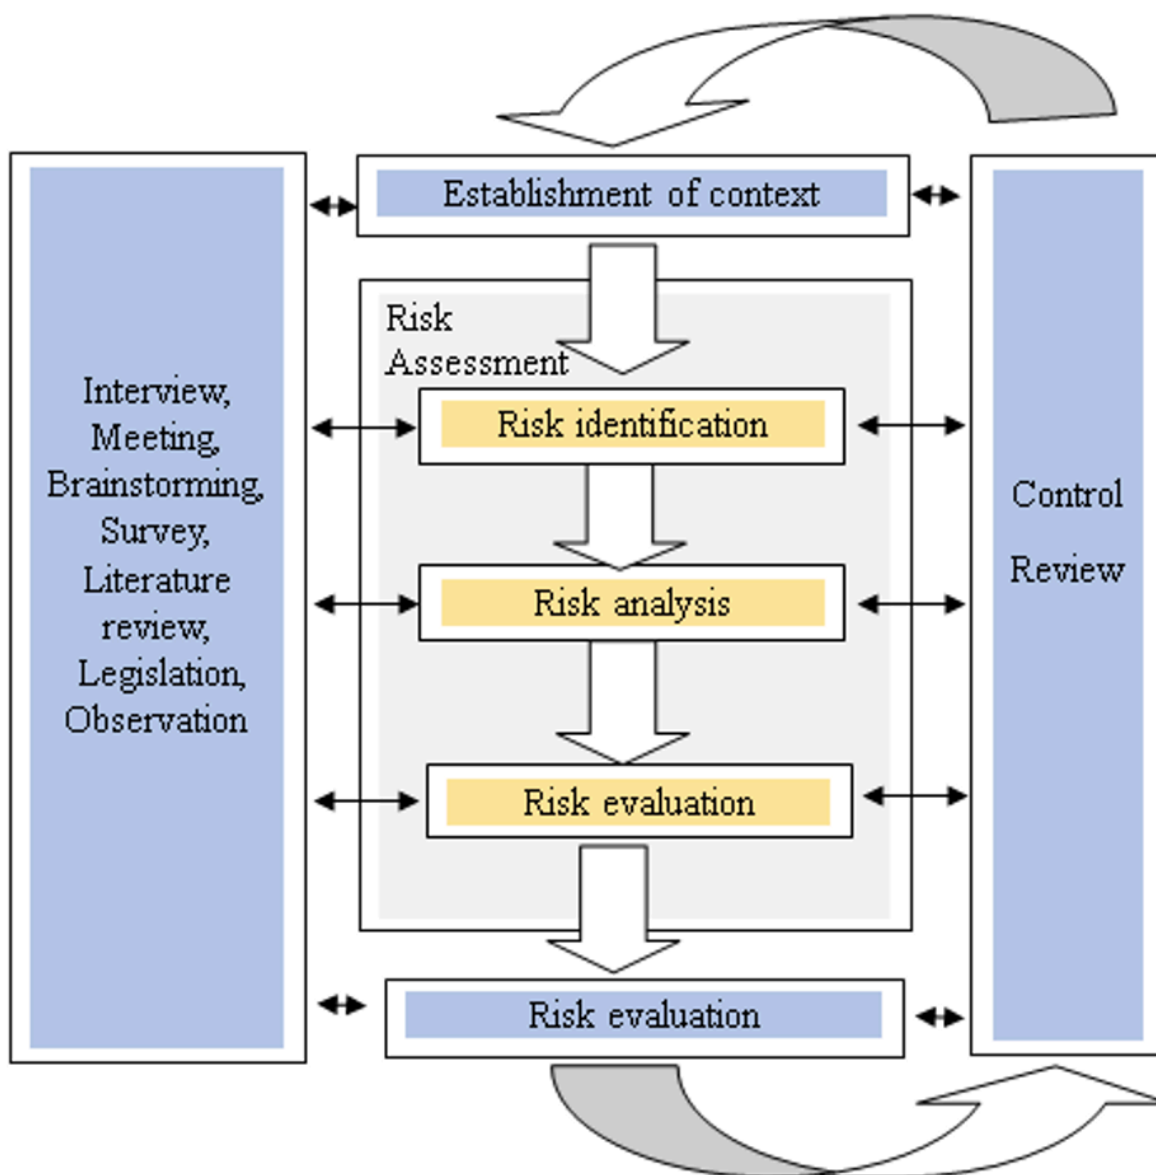 Establishment of context
Interview,
Meeting,
Brainstorming,
Survey,
Literature
review,
Legislation,
Observation
Risk
Assessment
Risk identification
Risk analysis
Risk evaluation
Risk evaluation
Control
Review